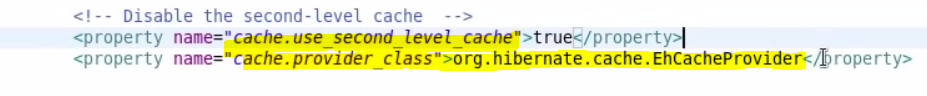 <!-- Disable the second-level cache  -->
<property name="cache.use_second_level_cache">true</property>
<property name="cache.provider_class">org.hibernate.cache.EhCacheProvider</property>